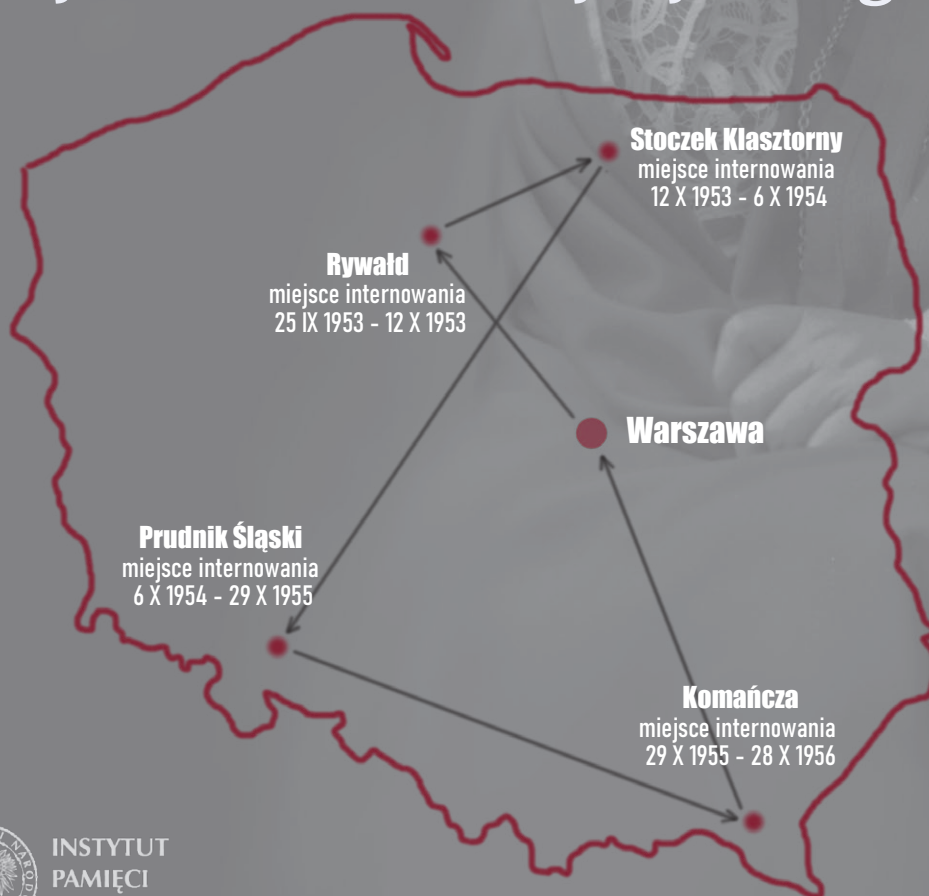 Stoczek Klasztorny
miejsce internowania
12 X 1953 - 6 X 1954
Rywałd
miejsce internowania
25 IX 1953 - 12 X 1953
Warszawa
Prudnik Śląski
miejsce internowania
6 X 1954 - 29 X 1955
Komańcza
miejsce internowania
29 X 1955 - 28 X 1956
INSTYTUT
PAMIĘCI